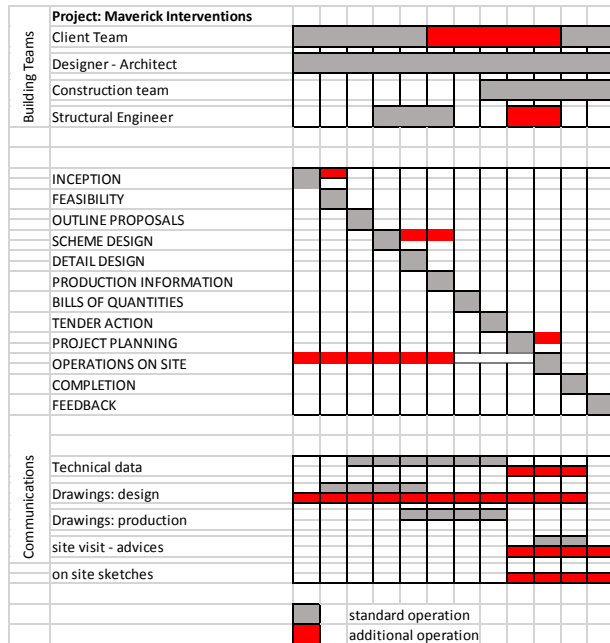 Project: Maverick Interventions
Building Teams
Client Team
Designer - Architect
Construction team
Structural Engineer
INCEPTION
FEASIBILITY
OUTLINE PROPOSALS
SCHEME DESIGN
DETAIL DESIGN
PRODUCTION INFORMATION
BILLS OF QUANTITIES
TENDER ACTION
PROJECT PLANNING
OPERATIONS ON SITE
COMPLETION
FEEDBACK
Communications
Technical data
Drawings: design
Drawings: production
site visit - advices
on site sketches
standard operation
additional operation